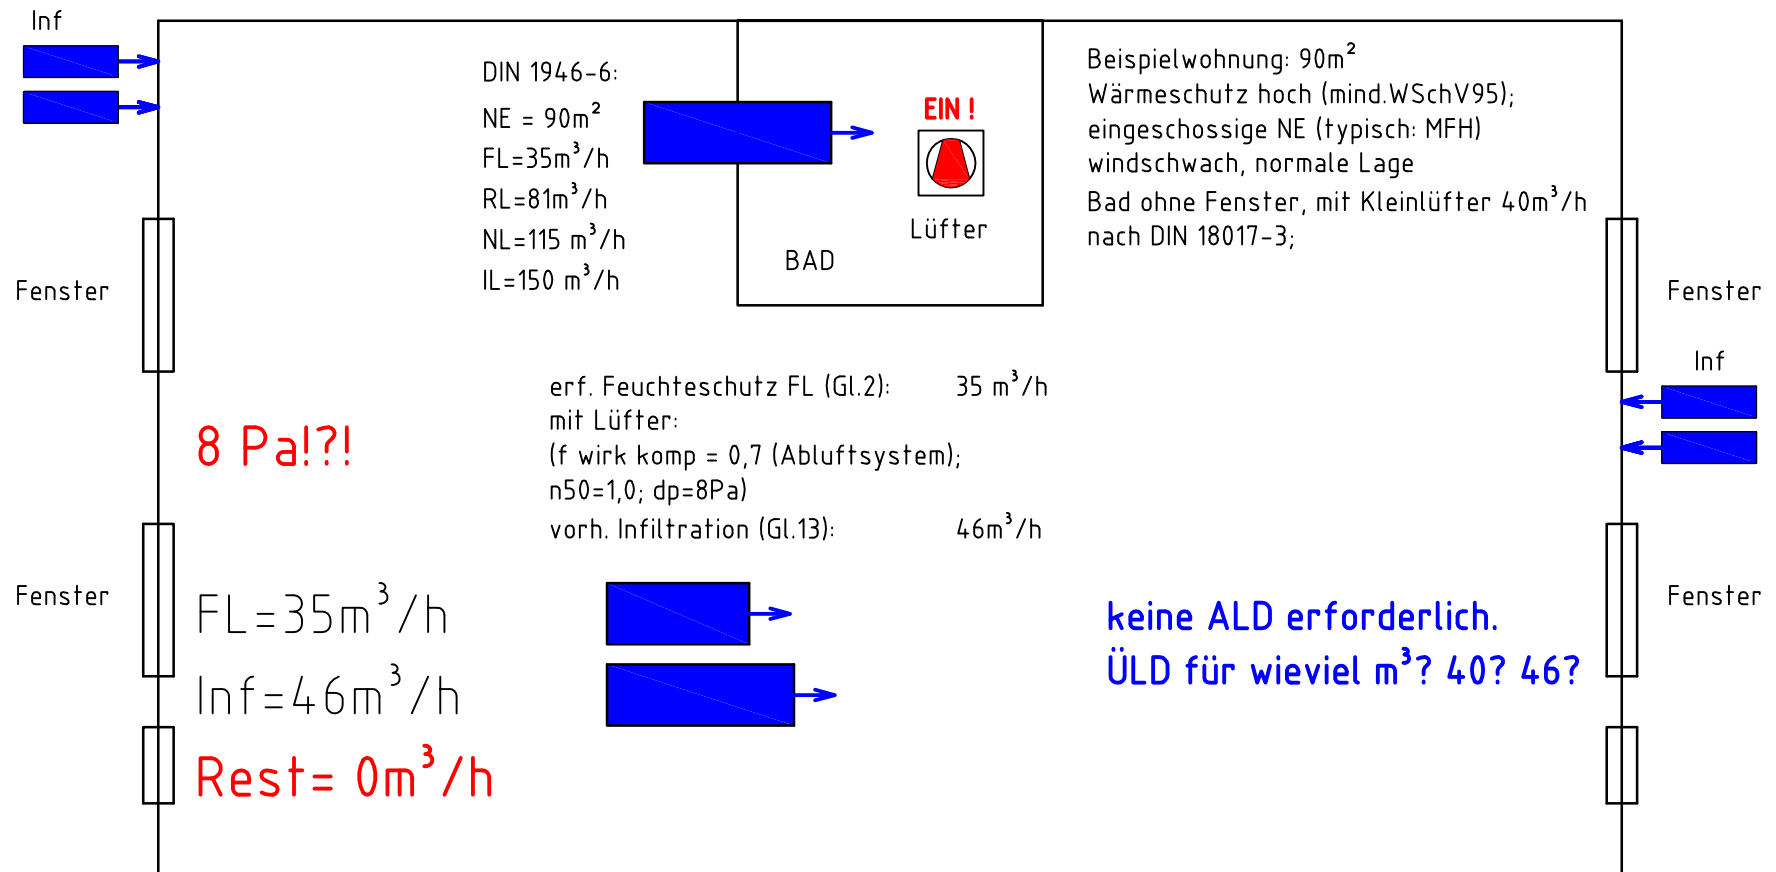 Inf
DIN 1946-6:
NE = 90m²
FL=35m³/h
RL=81m³/h
NL=115 m³/h
IL=150 m³/h
EIN !
Lüfter
BAD
Beispielwohnung: 90m²
Wärmeschutz hoch (mind.WSchV95);
eingeschossige NE (typisch: MFH)
windschwach, normale Lage
Bad ohne Fenster, mit Kleinlüfter 40m³/h
nach DIN 18017-3;
Fenster
Fenster
Inf
erf. Feuchteschutz FL (Gl.2): 35 m³/h
mit Lüfter:
(f wirk komp = 0,7 (Abluftsystem);
n50=1,0; dp=8Pa)
vorh. Infiltration (Gl.13): 46m³/h
8 Pa!?!
Fenster
Fenster
FL=35m³/h
Inf=46m³/h
Rest= 0m³/h
keine ALD erforderlich.
ÜLD für wieviel m³? 40? 46?